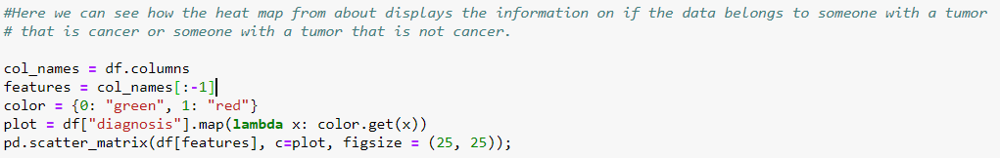 #Here we can see how the heat map from about displays the information on if the data belongs to someone with a tumor
# that is cancer or someone with a tumor that is not cancer.
col_names = df.columns
features = col_names[:-1]
color = {0: "green", 1: "red"}
plot = df["diagnosis"].map(lambda x: color.get(x))
pd.scatter_matrix(df[features], c=plot, figsize = (25, 25));